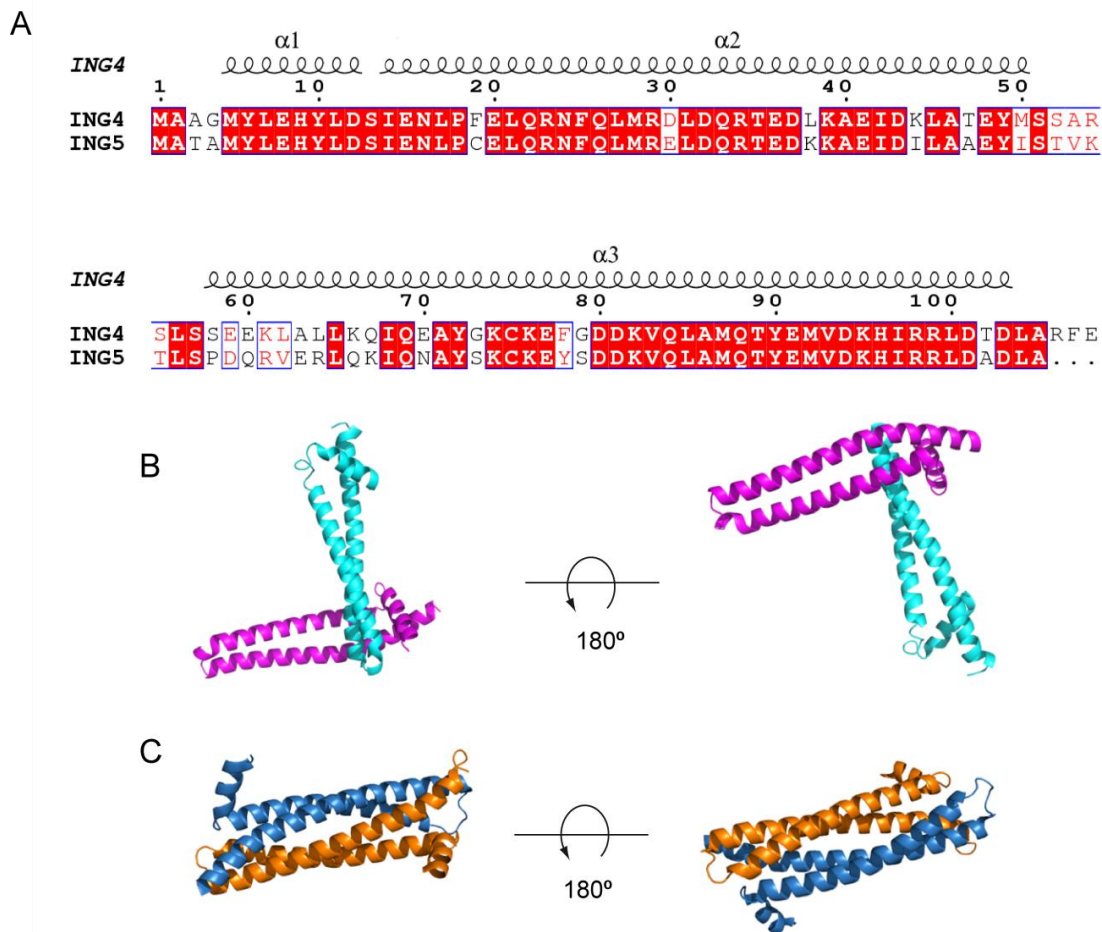 A
α1 α2
ING4
1 10 20 30 40 50
ING4 MAAGMYLEHYLDSIENLPFELQRNFQLMRDLDQRTEDLKAEIDKLATEYMSSAR
ING5 MATAMYLEHYLDSIENLPCELQRNFQLMRELDQRTEDKKAEIDILAAEYISTVK
α3
ING4
60 70 80 90 100
ING4 SLSSEEKLALLKQIQEAYGKCKEFGDDKVQLAMQTYEMVDKHIRRLDTDLARFE
ING5 TLSPDQRVERLQKIQNAYSKCKEYSDDKVQLAMQTYEMVDKHIRRLDADLA...
B
180º
C
180º